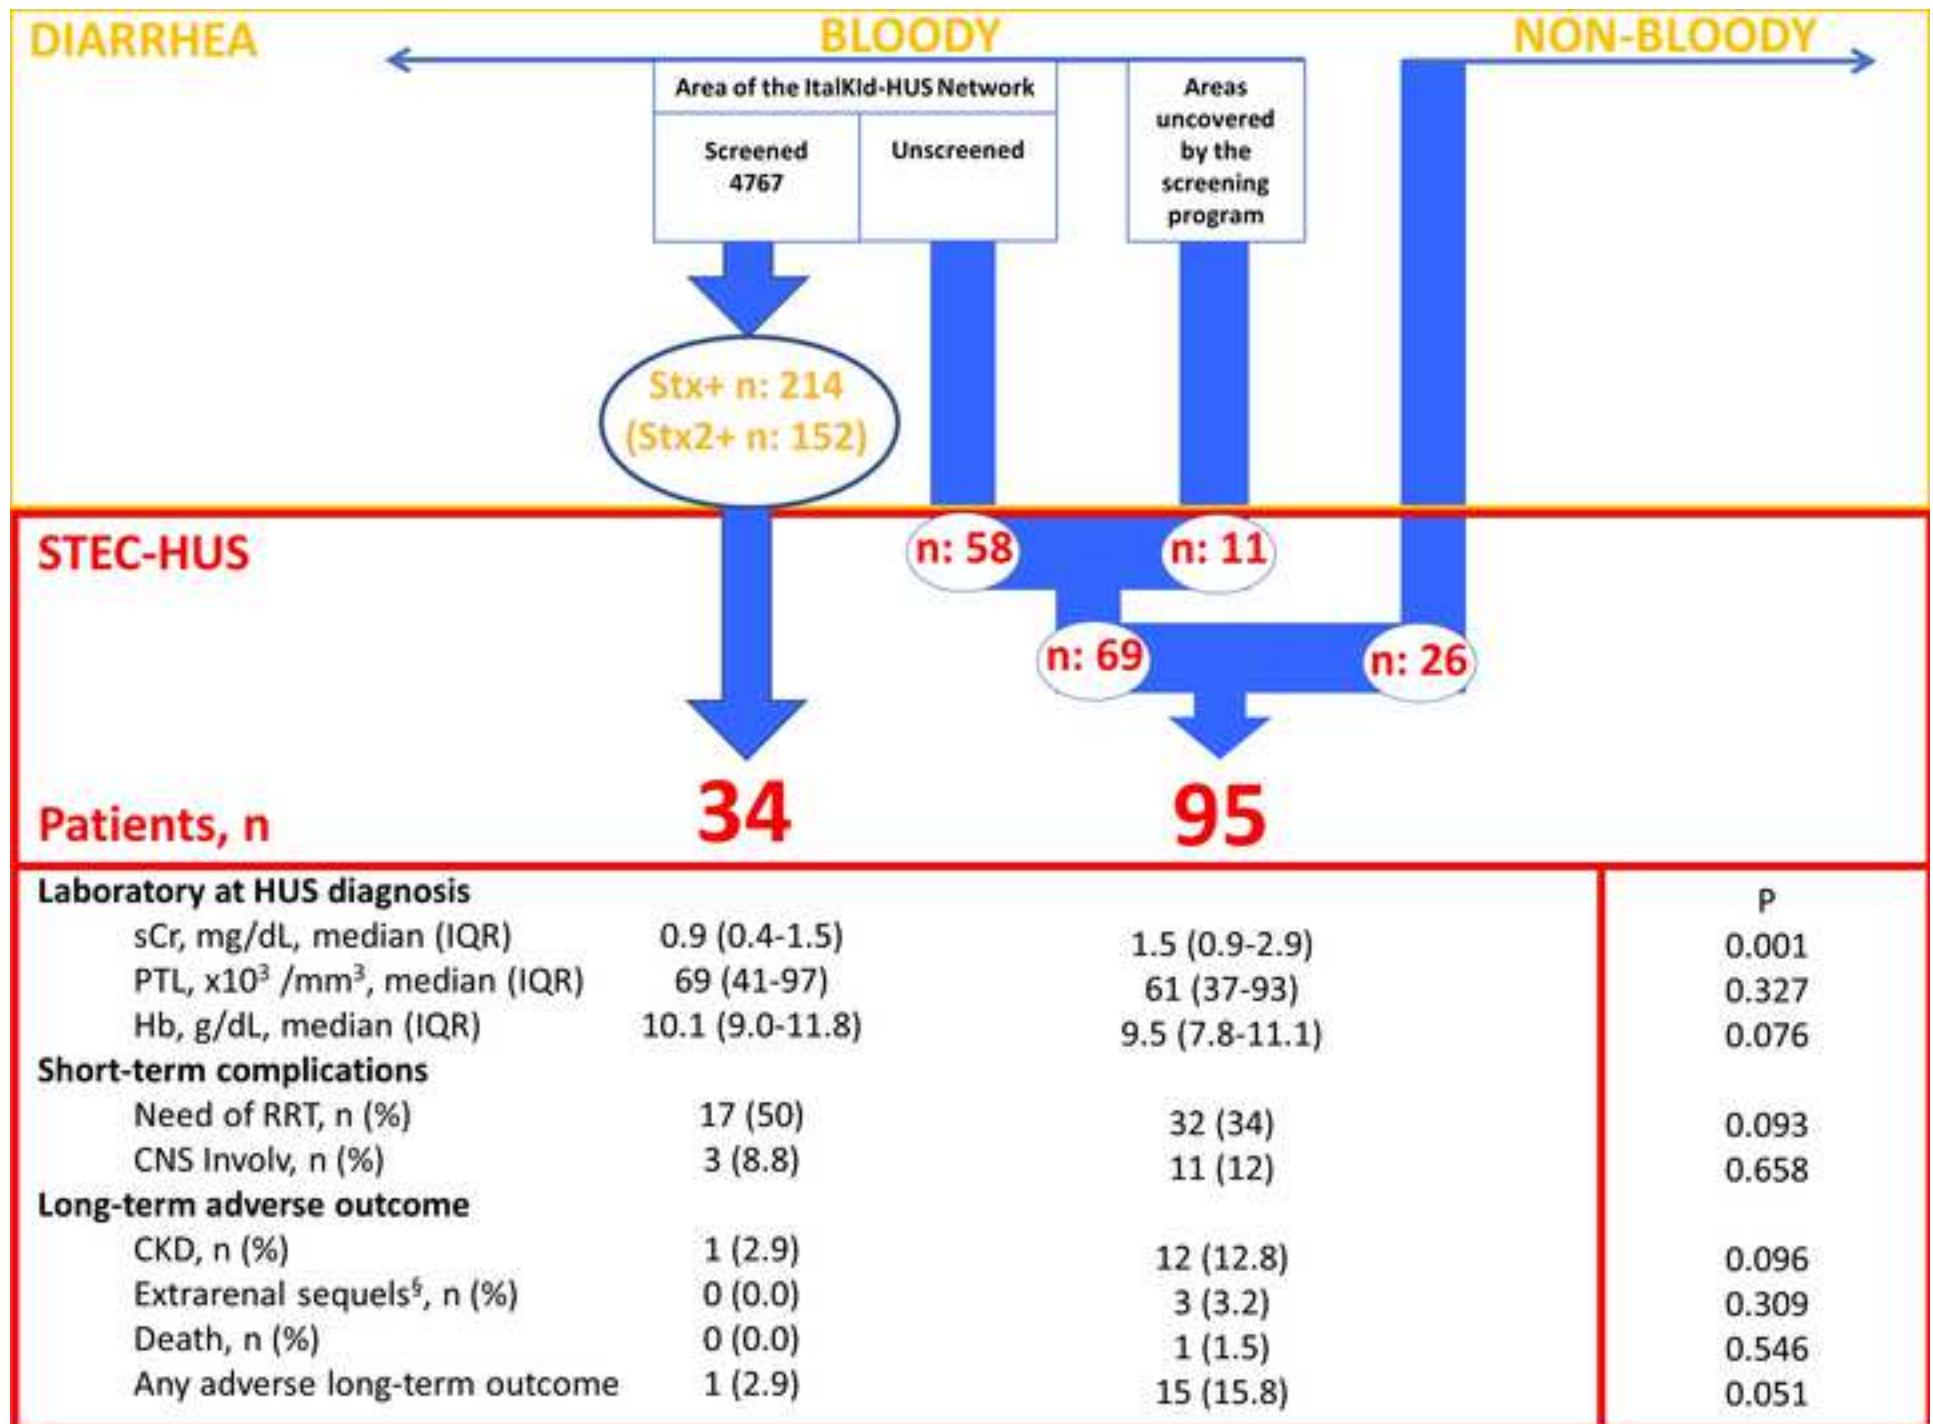 DIARRHEA
BLOODY
NON-BLOODY
Area of the ItalKId-HUS Network
Screened
4767
Unscreened
Areas
uncovered
by the
screening
program
Stx+ n: 214
(Stx2+ n: 152)
STEC-HUS
n: 58
n: 11
n: 69
n: 26
Patients, n
34
95
Laboratory at HUS diagnosis
P
sCr, mg/dL, median (IQR) 0.9 (0.4-1.5) 1.5 (0.9-2.9) 0.001
PTL, x10³ /mm³, median (IQR) 69 (41-97) 61 (37-93) 0.327
Hb, g/dL, median (IQR) 10.1 (9.0-11.8) 9.5 (7.8-11.1) 0.076
Short-term complications
Need of RRT, n (%) 17 (50) 32 (34) 0.093
CNS Involv, n (%) 3 (8.8) 11 (12) 0.658
Long-term adverse outcome
CKD, n (%) 1 (2.9) 12 (12.8) 0.096
Extrarenal sequels§, n (%) 0 (0.0) 3 (3.2) 0.309
Death, n (%) 0 (0.0) 1 (1.5) 0.546
Any adverse long-term outcome 1 (2.9) 15 (15.8) 0.051